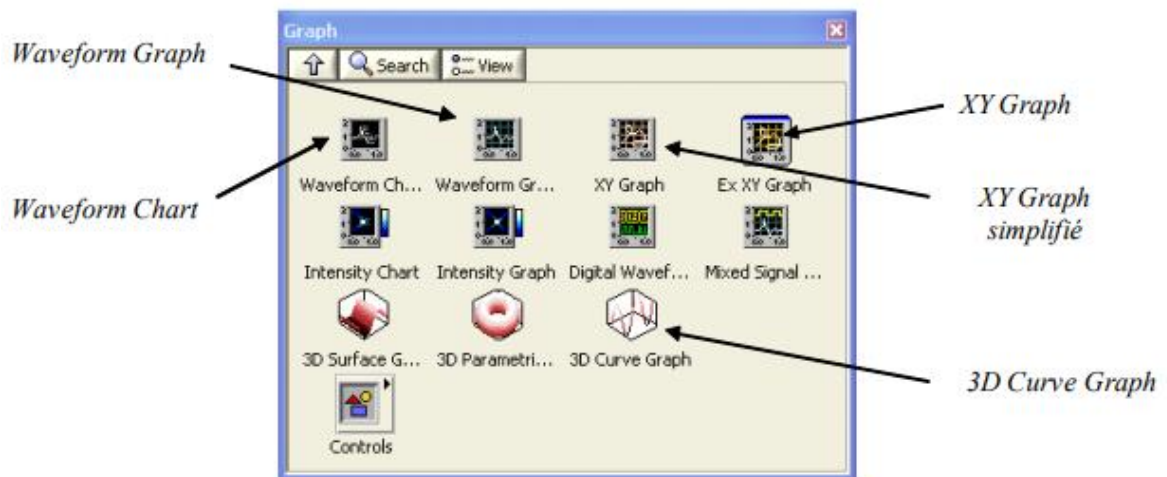 Graph
Search
View
Waveform Graph
XY Graph
Waveform Ch...
Waveform Gr...
XY Graph
Ex XY Graph
Waveform Chart
XY Graph
simplifié
Intensity Chart
Intensity Graph
Digital Wavef...
Mixed Signal ...
3D Surface G...
3D Parametri...
3D Curve Graph
3D Curve Graph
Controls